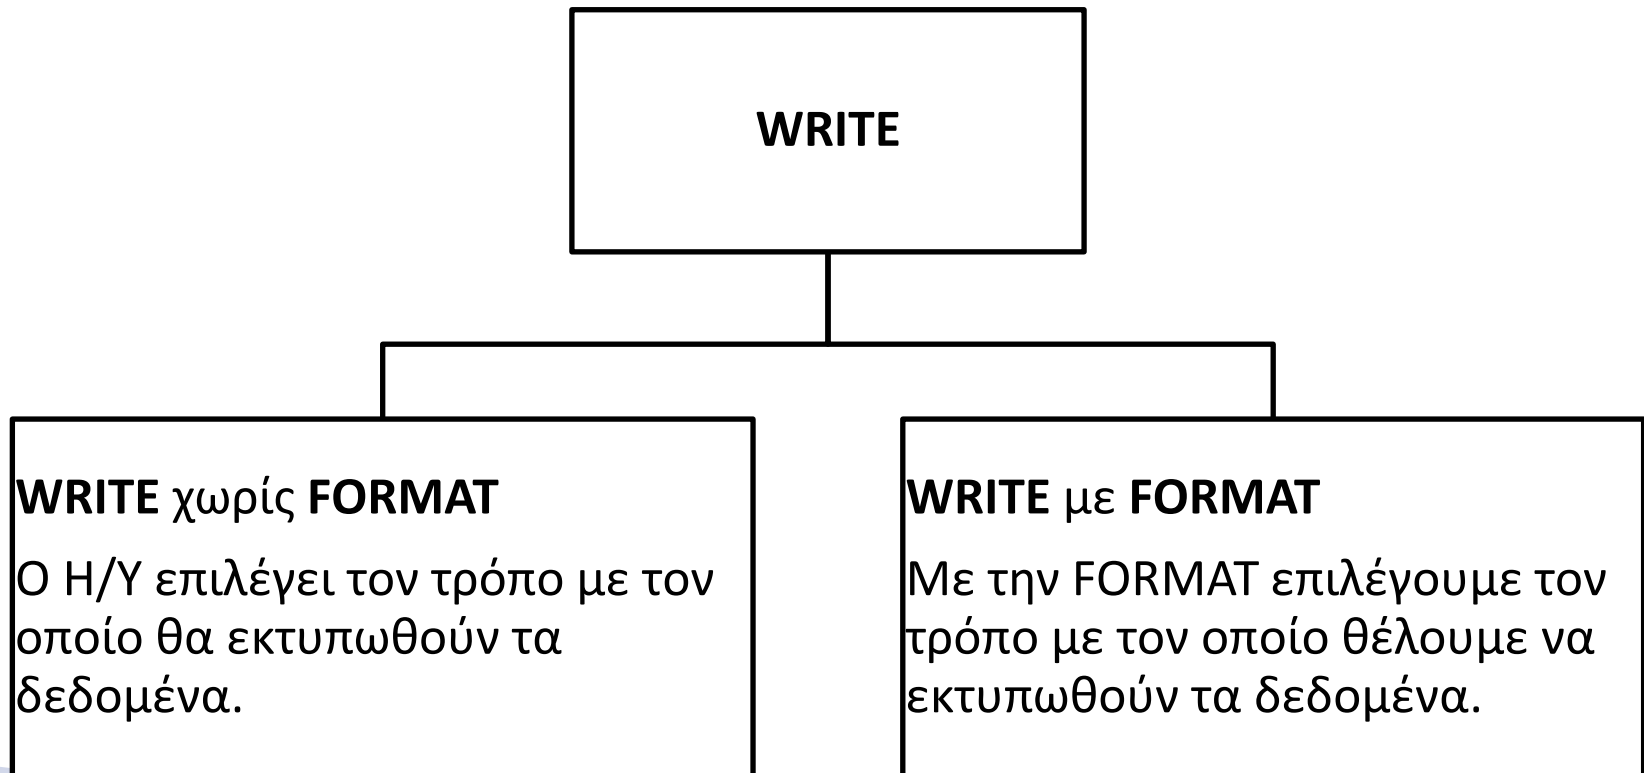 WRITE
WRITE χωρίς FORMAT
Ο Η/Υ επιλέγει τον τρόπο με τον
οποίο θα εκτυπωθούν τα
δεδομένα.
WRITE με FORMAT
Με την FORMAT επιλέγουμε τον
τρόπο με τον οποίο θέλουμε να
εκτυπωθούν τα δεδομένα.